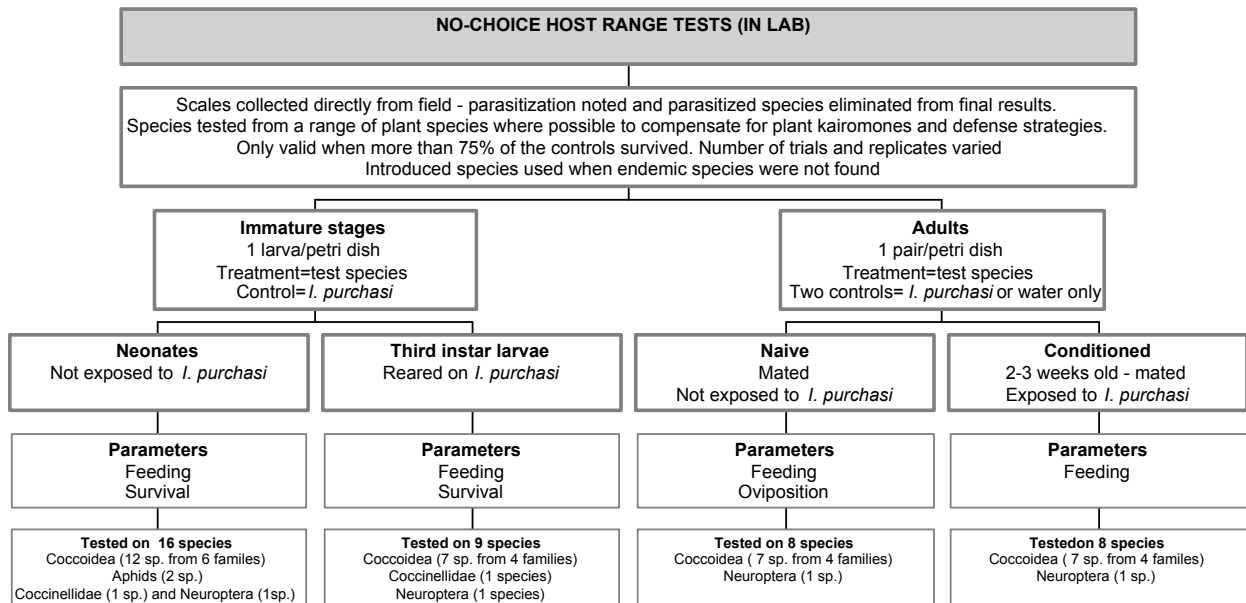 NO-CHOICE HOST RANGE TESTS (IN LAB)
Scales collected directly from field - parasitization noted and parasitized species eliminated from final results.
Species tested from a range of plant species where possible to compensate for plant kairomones and defense strategies.
Only valid when more than 75% of the controls survived. Number of trials and replicates varied
Introduced species used when endemic species were not found
Immature stages
1 larva/petri dish
Treatment=test species
Control= I. purchasi
Adults
1 pair/petri dish
Treatment=test species
Two controls= I. purchasi or water only
Neonates
Not exposed to I. purchasi
Third instar larvae
Reared on I. purchasi
Naive
Mated
Not exposed to I. purchasi
Conditioned
2-3 weeks old - mated
Exposed to I. purchasi
Parameters
Feeding
Survival
Parameters
Feeding
Survival
Parameters
Feeding
Oviposition
Parameters
Feeding
Tested on 16 species
Coccoidea (12 sp. from 6 familes)
Aphids (2 sp.)
Coccinellidae (1 sp.) and Neuroptera (1sp.)
Tested on 9 species
Coccoidea (7 sp. from 4 families)
Coccinellidae (1 species)
Neuroptera (1 species)
Tested on 8 species
Coccoidea ( 7 sp. from 4 families)
Neuroptera (1 sp.)
Testedon 8 species
Coccoidea ( 7 sp. from 4 familes)
Neuroptera (1 sp.)